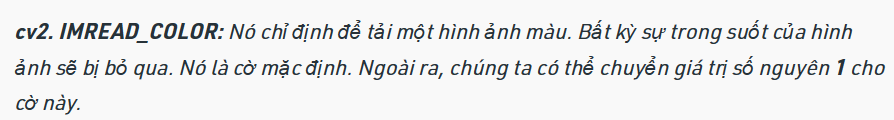 cv2. IMREAD_COLOR: Nó chỉ định để tải một hình ảnh màu. Bất kỳ sự trong suốt của hình
ảnh sẽ bị bỏ qua. Nó là cờ mặc định. Ngoài ra, chúng ta có thể chuyển giá trị số nguyên 1 cho
cờ này.